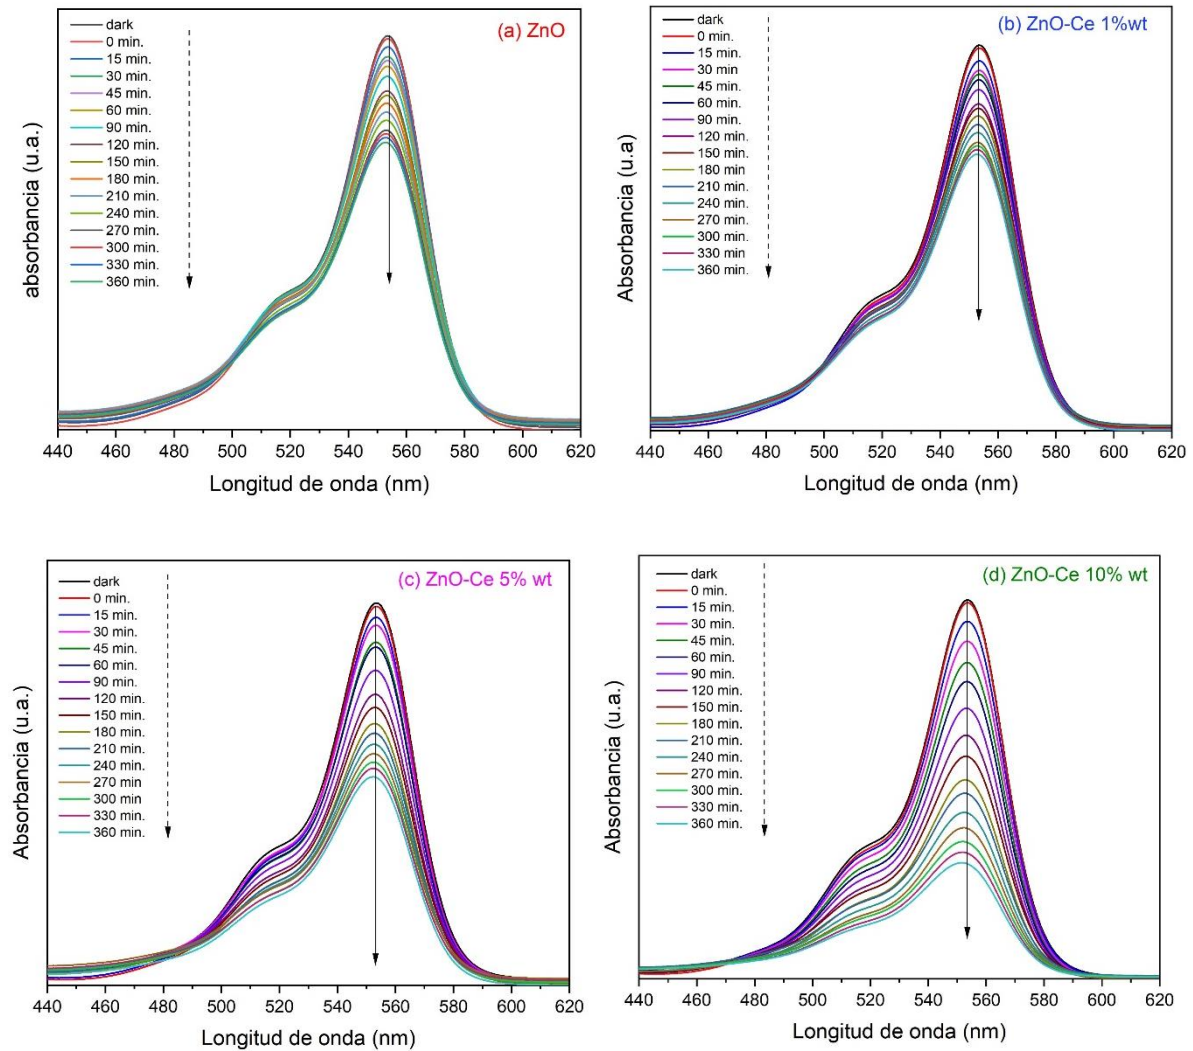 (a) ZnO
dark
0 min.
15 min.
30 min.
45 min.
60 min.
90 min.
120 min.
150 min.
180 min.
210 min.
240 min.
270 min.
300 min.
330 min.
360 min.
absorbancia (u.a.)
440 460 480 500 520 540 560 580 600 620
Longitud de onda (nm)
(b) ZnO-Ce 1%wt
dark
0 min.
15 min.
30 min
45 min.
60 min.
90 min.
120 min.
150 min.
180 min
210 min.
240 min.
270 min.
300 min.
330 min
360 min.
Absorbancia (u.a)
440 460 480 500 520 540 560 580 600 620
Longitud de onda (nm)
(c) ZnO-Ce 5% wt
dark
0 min.
15 min.
30 min.
45 min.
60 min.
90 min.
120 min.
150 min.
180 min.
210 min.
240 min.
270 min
300 min
330 min.
360 min.
Absorbancia (u.a.)
440 460 480 500 520 540 560 580 600 620
Longitud de onda (nm)
(d) ZnO-Ce 10% wt
dark
0 min.
15 min.
30 min.
45 min.
60 min.
90 min.
120 min.
150 min.
180 min.
210 min.
240 min.
270 min.
300 min.
330 min.
360 min.
Absorbancia (u.a.)
440 460 480 500 520 540 560 580 600 620
Longitud de onda (nm)